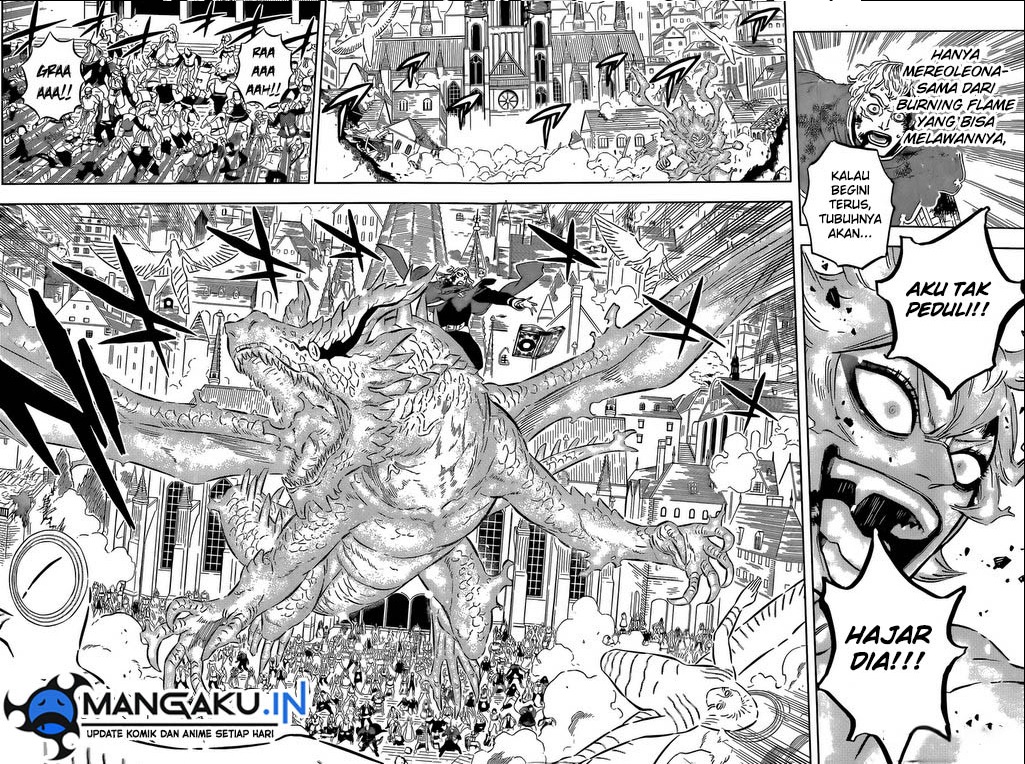 HANYA
MEREOLEONA-
SAMA DARI
BURNING FLAME
YANG BISA
MELAWANNYA,
KALAU
BEGINI
TERUS,
TUBUHNYA
AKAN...
AKU TAK
PEDULI!!
HAJAR
DIA!!!
RAA
AAA
AAAH!!
GRAA
AAA!!
MANGAKU.IN
UPDATE KOMIK DAN ANIME SETIAP HARI